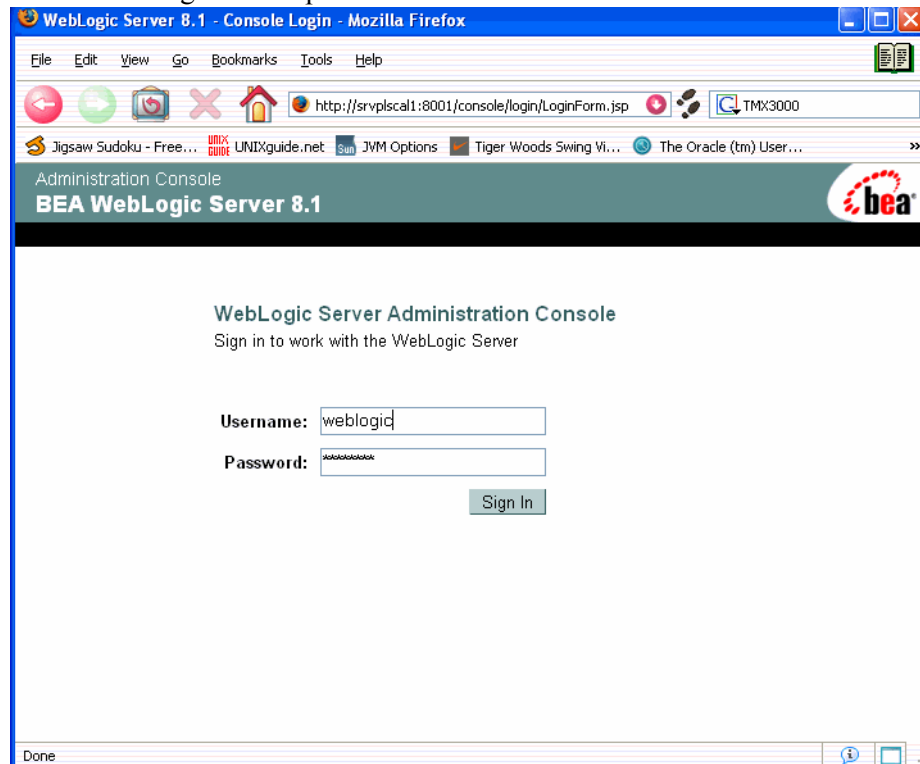 WebLogic Server 8.1 - Console Login - Mozilla Firefox
File Edit View Go Bookmarks Tools Help
http://srvplscal1:8001/console/login/LoginForm.jsp TMX3000
Jigsaw Sudoku - Free... UNIX GUIDE UNIXguide.net Sun JVM Options Tiger Woods Swing Vi... The Oracle (tm) User... »
Administration Console
BEA WebLogic Server 8.1 bea
WebLogic Server Administration Console
Sign in to work with the WebLogic Server
Username: weblogic
Password: *********
Sign In
Done